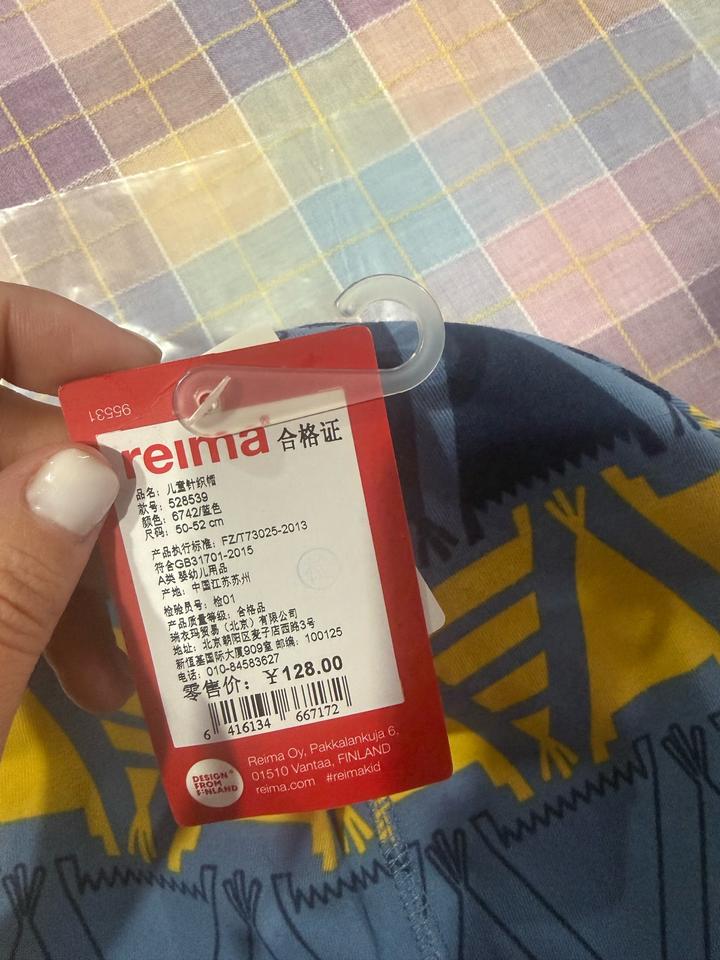 95531
reima® 合格证
品名: 儿童针织帽
款号: 528539
颜色: 6742/蓝色
尺码: 50-52 cm
产品执行标准: FZ/T73025-2013
符合GB31701-2015
A类 婴幼儿用品
产地: 中国江苏苏州
检验员号: 检01
产品质量等级: 合格品
瑞衣玛贸易（北京）有限公司
地址: 北京朝阳区麦子店西路3号
新恒基国际大厦909室 邮编: 100125
电话: 010-84583627
零售价: ￥128.00
6 416134 667172
DESIGN+
FROM
FINLAND
Reima Oy, Pakkalankuja 6,
01510 Vantaa, FINLAND
reima.com #reimakid